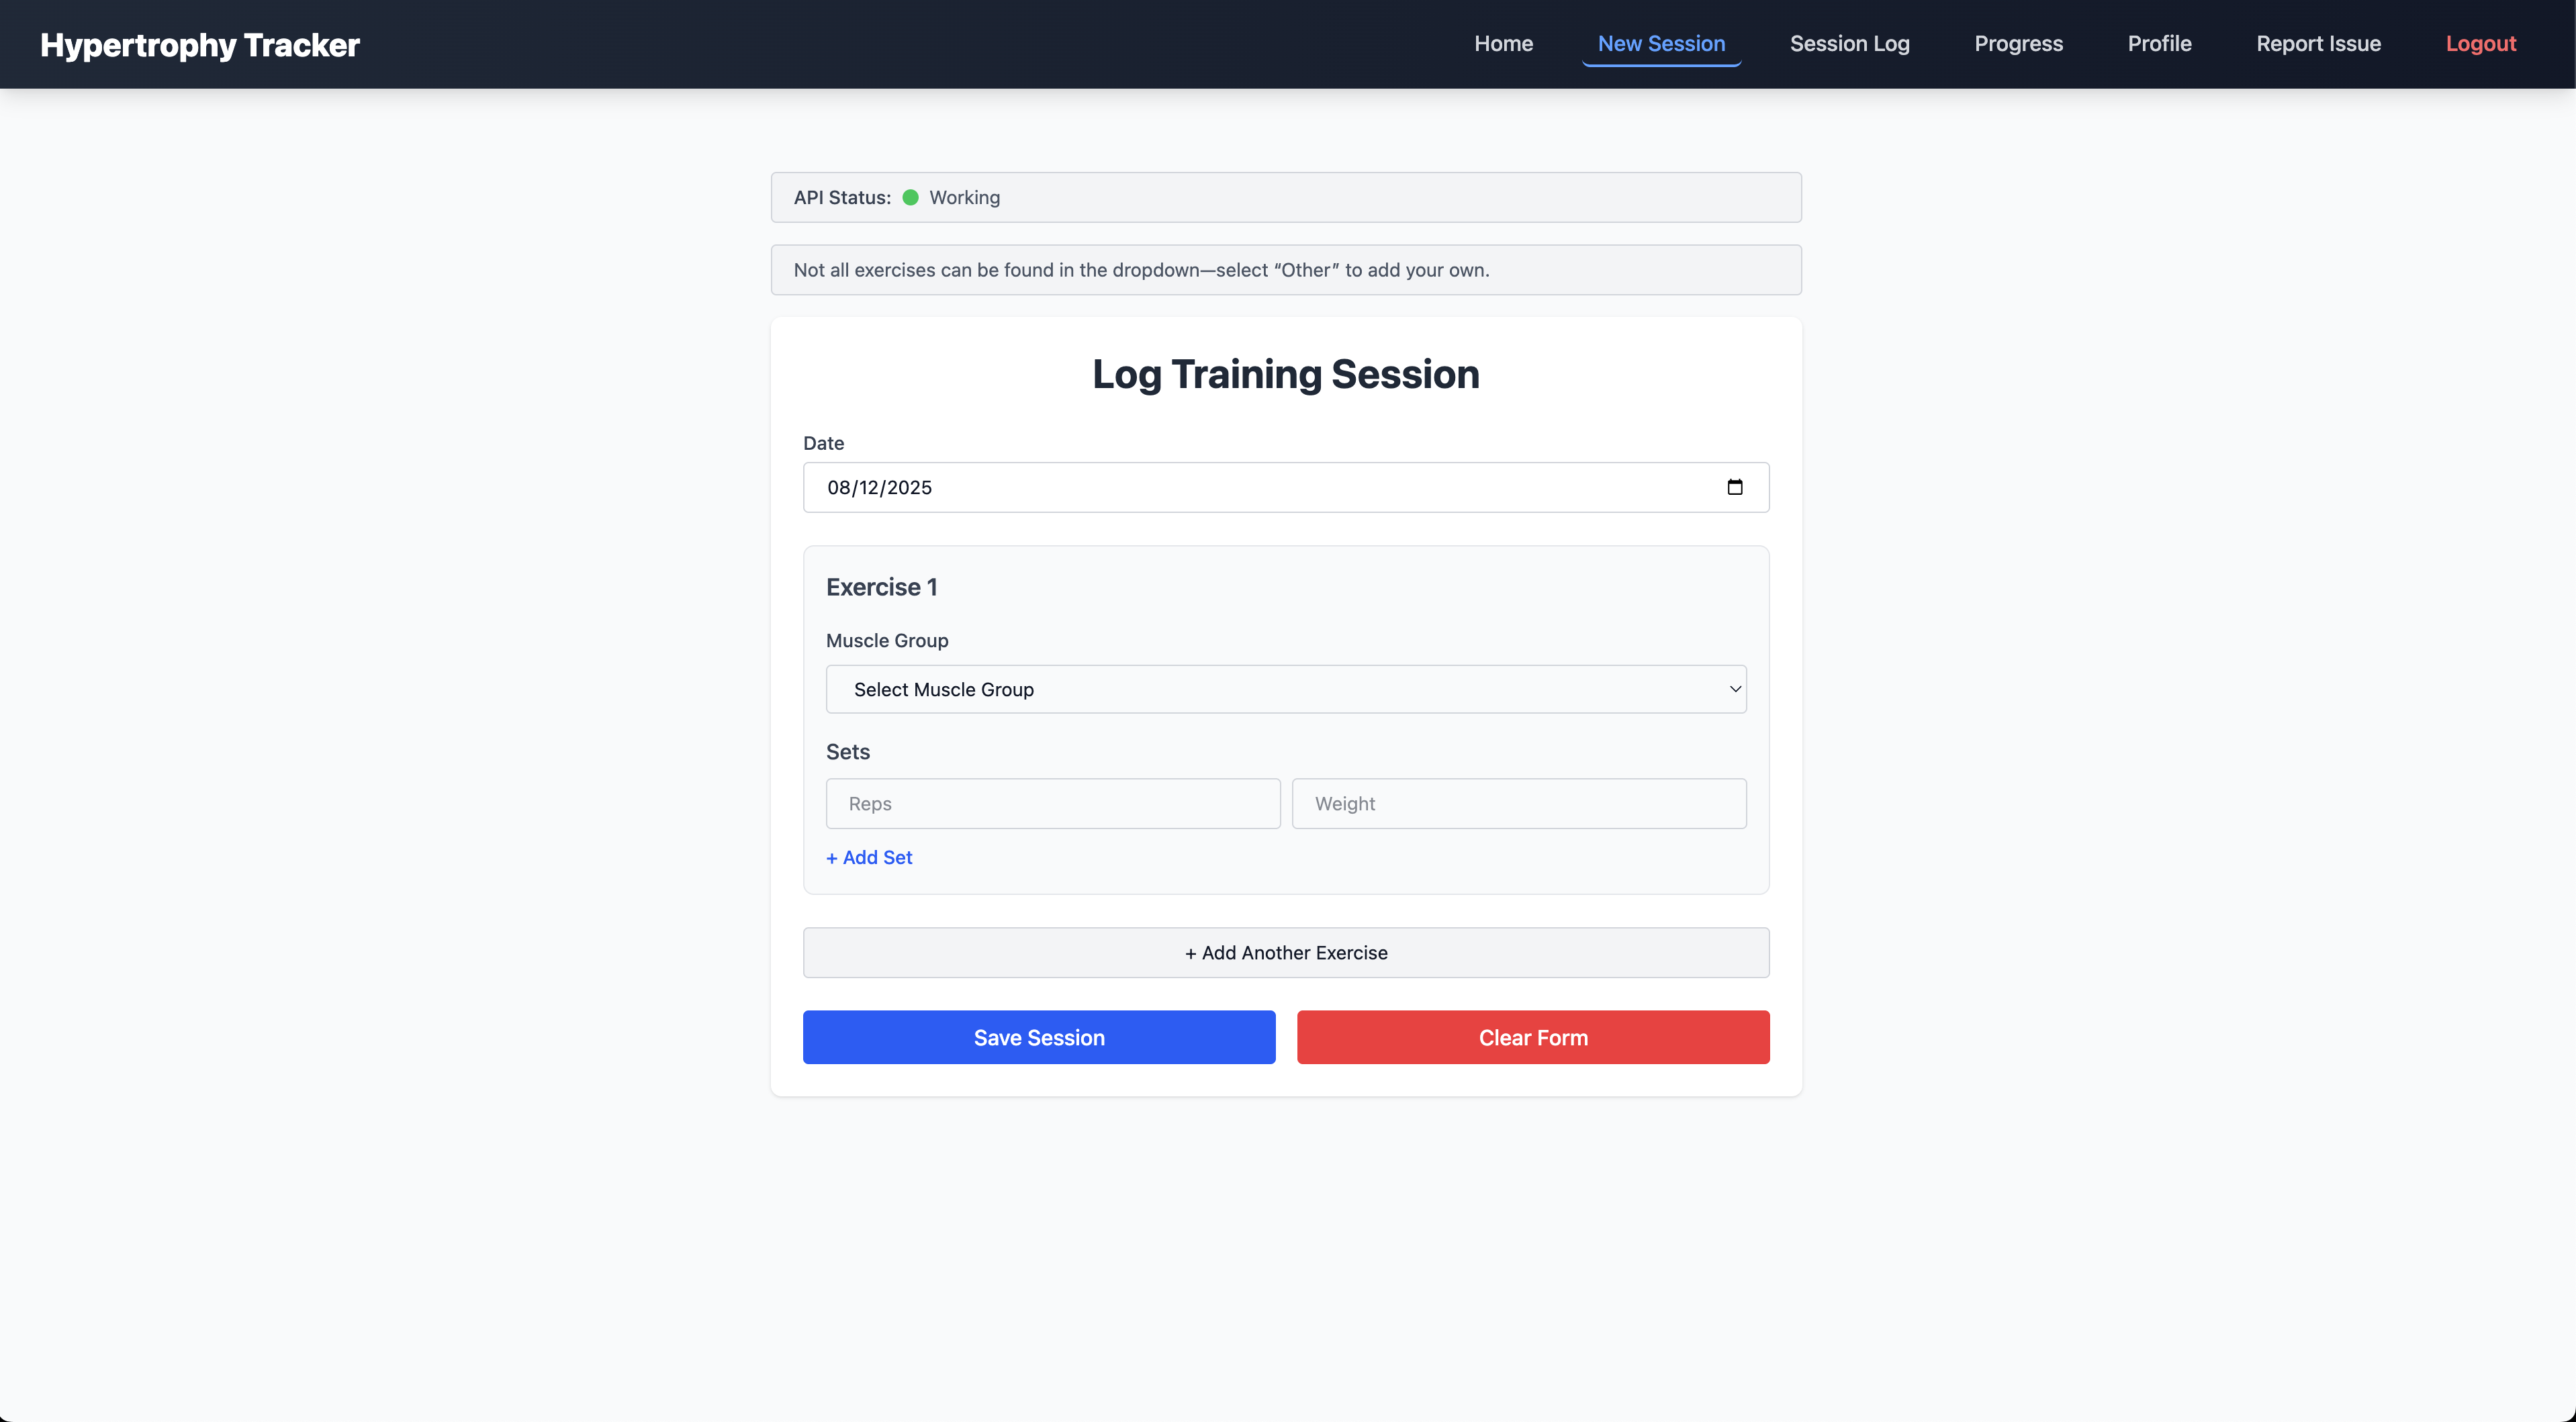 Hypertrophy Tracker
Home
New Session
Session Log
Progress
Profile
Report Issue
Logout
API Status: Working
Not all exercises can be found in the dropdown—select “Other” to add your own.
Log Training Session
Date
08/12/2025
Exercise 1
Muscle Group
Select Muscle Group
Sets
Reps
Weight
+ Add Set
+ Add Another Exercise
Save Session
Clear Form